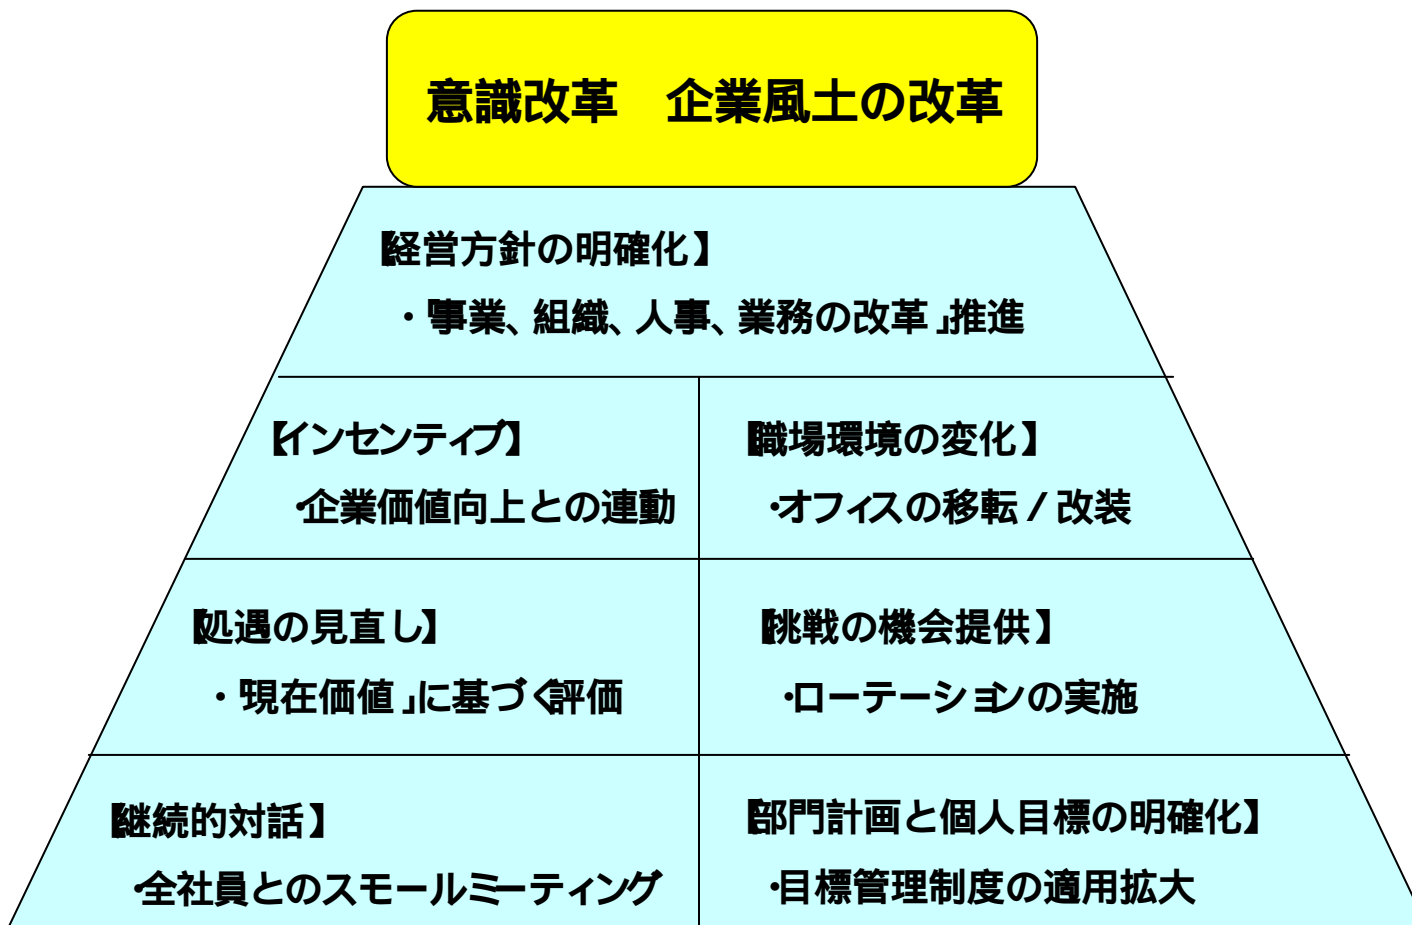 意識改革　企業風土の改革
【経営方針の明確化】
・「事業、組織、人事、業務の改革」推進
【インセンティブ】
・企業価値向上との連動
【職場環境の変化】
・オフィスの移転/改装
【処遇の見直し】
・「現在価値」に基づく評価
【挑戦の機会提供】
・ローテーションの実施
【継続的対話】
・全社員とのスモールミーティング
【部門計画と個人目標の明確化】
・目標管理制度の適用拡大